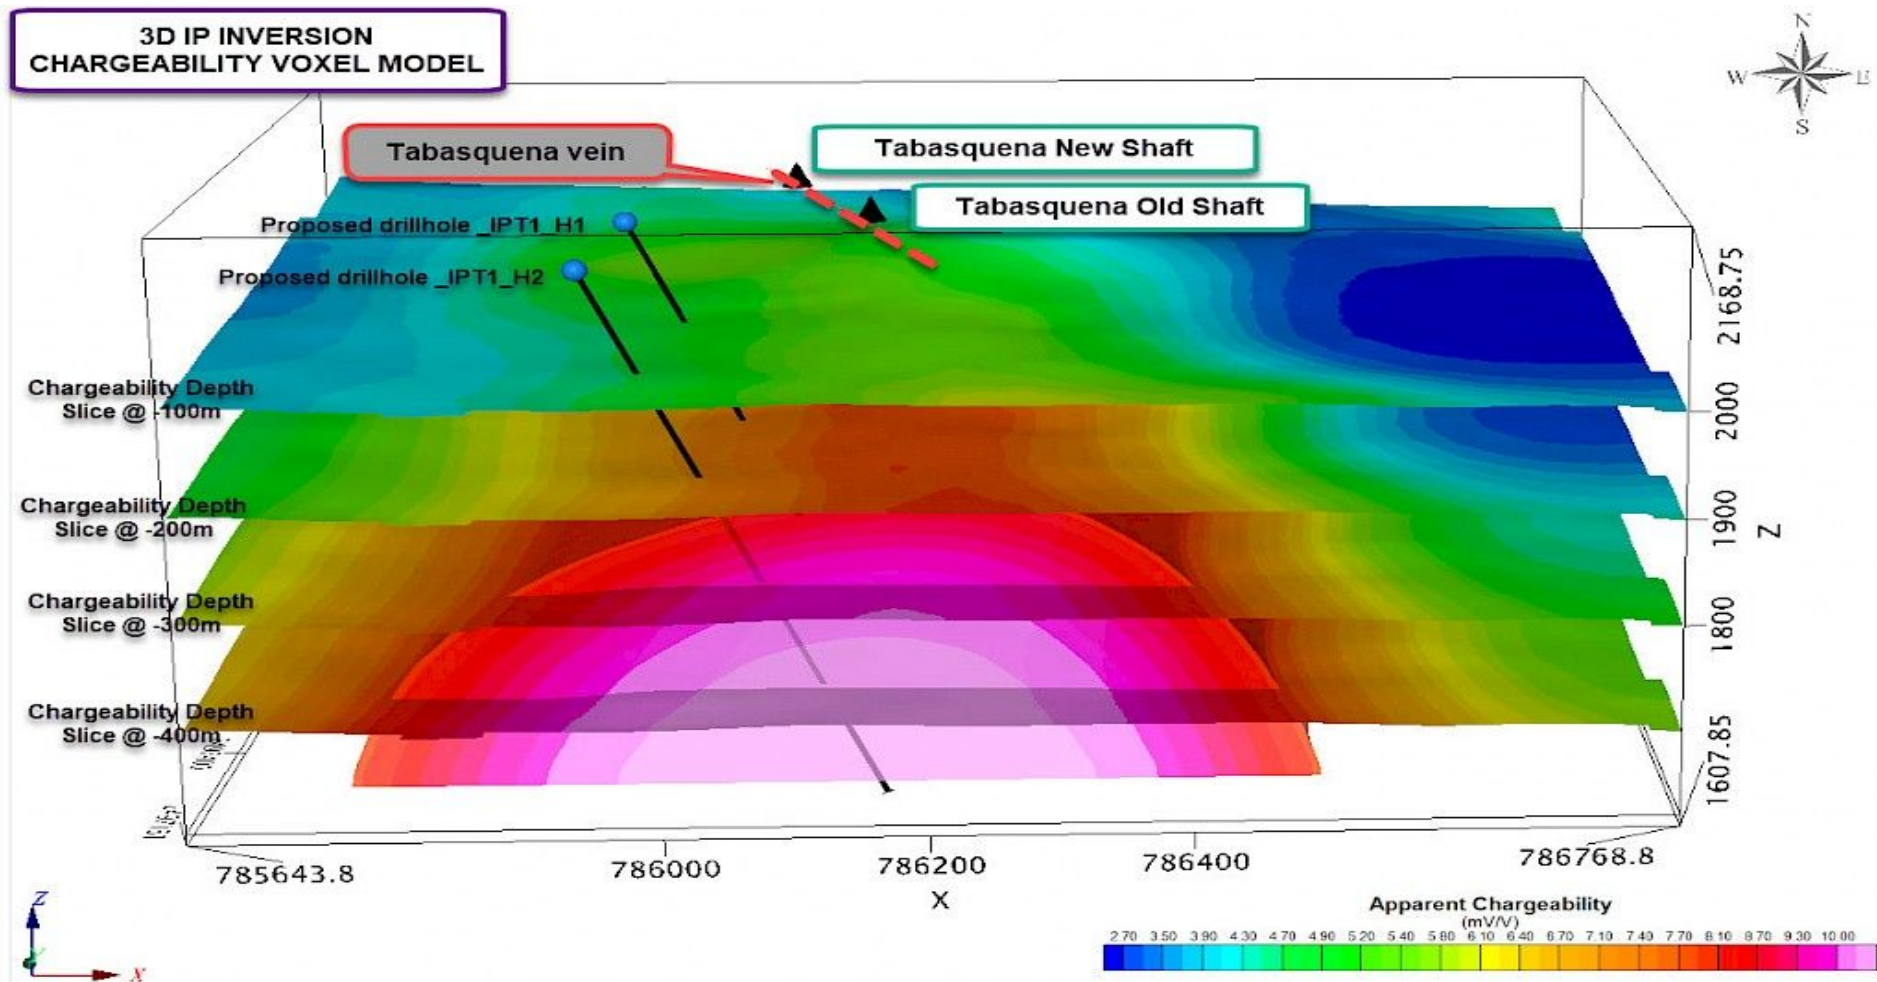 3D IP INVERSION
CHARGEABILITY VOXEL MODEL
N
W
E
S
Tabasquena vein
Tabasquena New Shaft
Tabasquena Old Shaft
Proposed drillhole _IPT1_H1
Proposed drillhole _IPT1_H2
Chargeability Depth
Slice @ -100m
Chargeability Depth
Slice @ -200m
Chargeability Depth
Slice @ -300m
Chargeability Depth
Slice @ -400m
2168.75
2000
1900
Z
1800
1607.85
785643.8
786000
786200
786400
786768.8
X
Z
X
Apparent Chargeability
(mV/V)
2.70 3.50 3.90 4.30 4.70 4.90 5.20 5.40 5.80 6.10 6.40 6.70 7.10 7.40 7.70 8.10 8.70 9.30 10.00